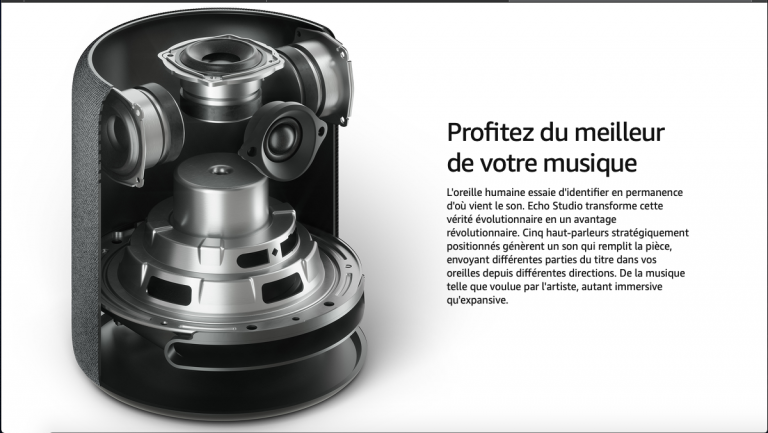 Profitez du meilleur
de votre musique
L'oreille humaine essaie d'identifier en permanence
d'où vient le son. Echo Studio transforme cette
vérité évolutionnaire en un avantage
révolutionnaire. Cinq haut-parleurs stratégiquement
positionnés génèrent un son qui remplit la pièce,
envoyant différentes parties du titre dans vos
oreilles depuis différentes directions. De la musique
telle que voulue par l'artiste, autant immersive
qu'expansive.